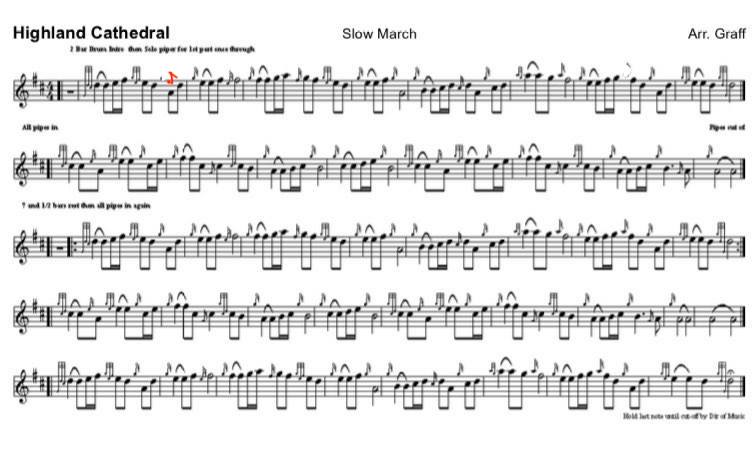 Highland Cathedral
Slow March
Arr. Graff
2 Bar Drum Intro then Solo piper for 1st part once through
All pipes in
Pipes cut at
7 and 1/2 bars rest then all pipes in again
Hold last note until cut-off by Dir of Music